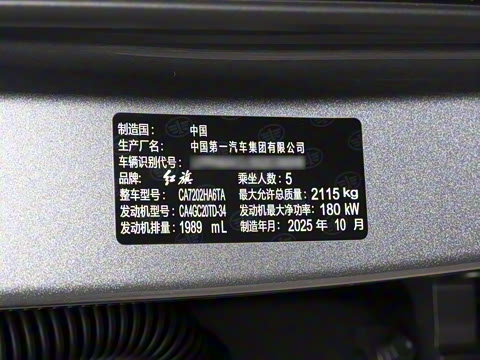 制造国： 中国
生产厂名： 中国第一汽车集团有限公司
车辆识别代号：
品牌： 红旗 乘坐人数：5
整车型号：CA7202HA6TA 最大允许总质量：2115 kg
发动机型号：CA4GC20TD-34 发动机最大净功率：180 kW
发动机排量：1989 mL 制造年月：2025 年 10 月